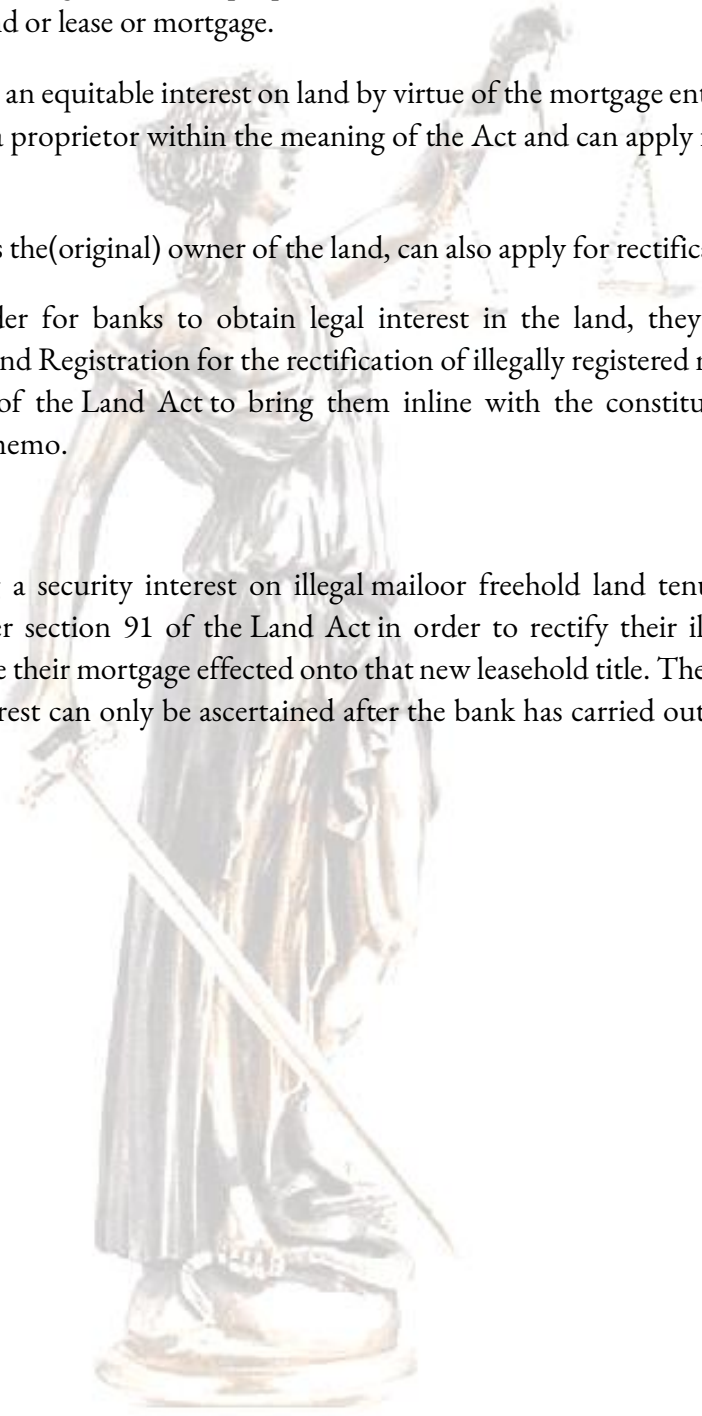 d or lease or mortgage.
an equitable interest on land by virtue of the mortgage ent
proprietor within the meaning of the Act and can apply
the(original) owner of the land, can also apply for rectifica
der for banks to obtain legal interest in the land, they
nd Registration for the rectification of illegally registered
of the Land Act to bring them inline with the constitu
nemo.
a security interest on illegal mailoor freehold land tenu
er section 91 of the Land Act in order to rectify their il
e their mortgage effected onto that new leasehold title. The
rest can only be ascertained after the bank has carried out